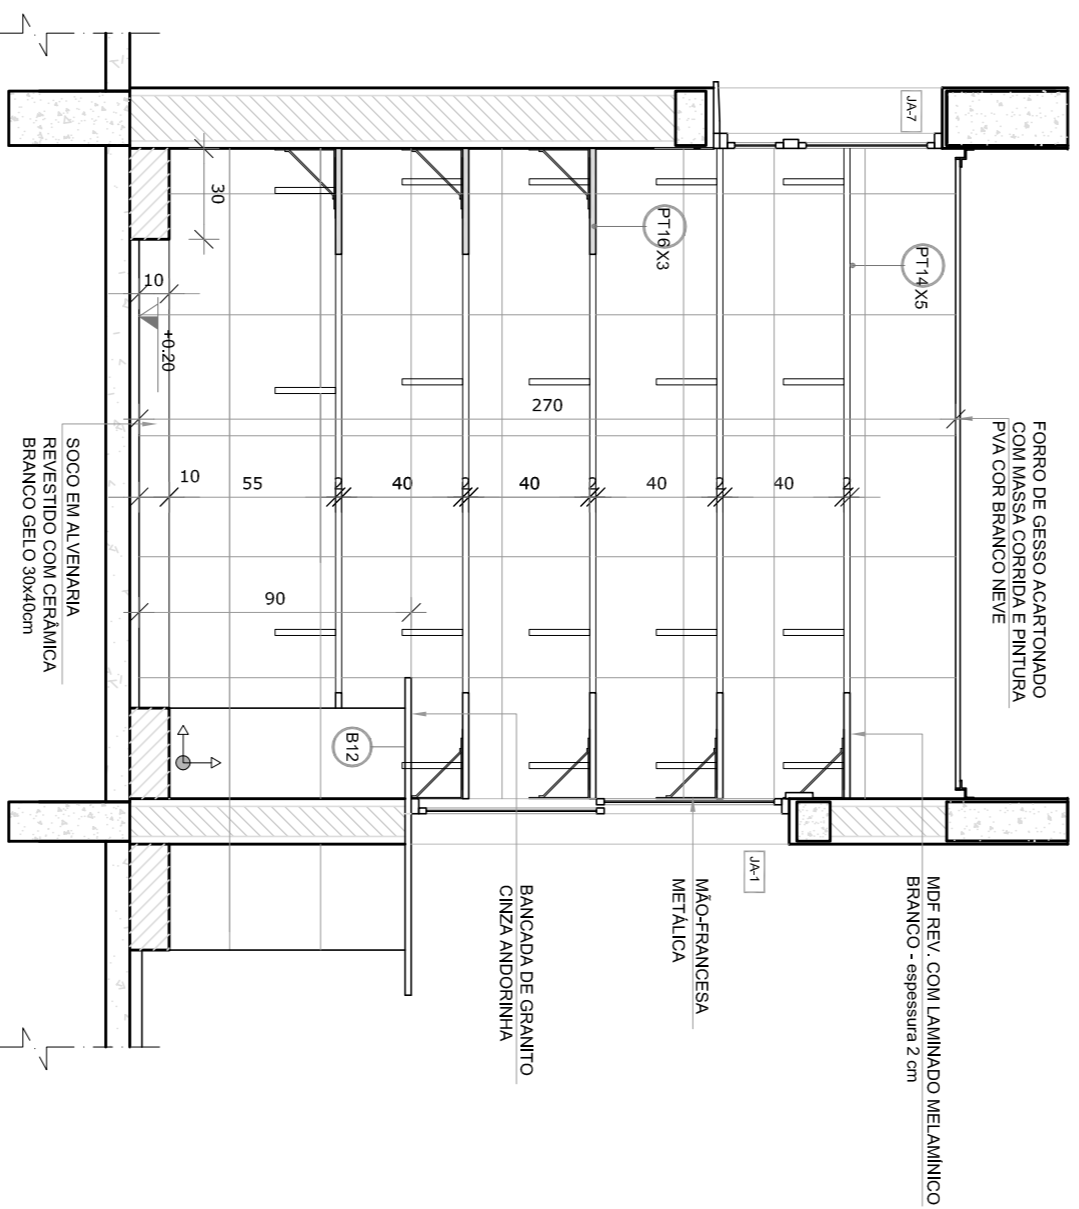 FORRO DE GESSO ACARTONADO
COM MASSA CORRIDA E PINTURA
PVA COR BRANCO NEVE
MDF REV. COM LAMINADO MELAMÍNICO
BRANCO - espessura 2 cm
JA-7
PT14 X5
2
40
2
40
JA-1
MÃO-FRANCESA
METÁLICA
PT16 X3
270
2
40
2
40
2
BANCADA DE GRANITO
CINZA ANDORINHA
B12
90
55
10
30
10
+0.20
SOCO EM ALVENARIA
REVESTIDO COM CERÂMICA
BRANCO GELO 30x40cm